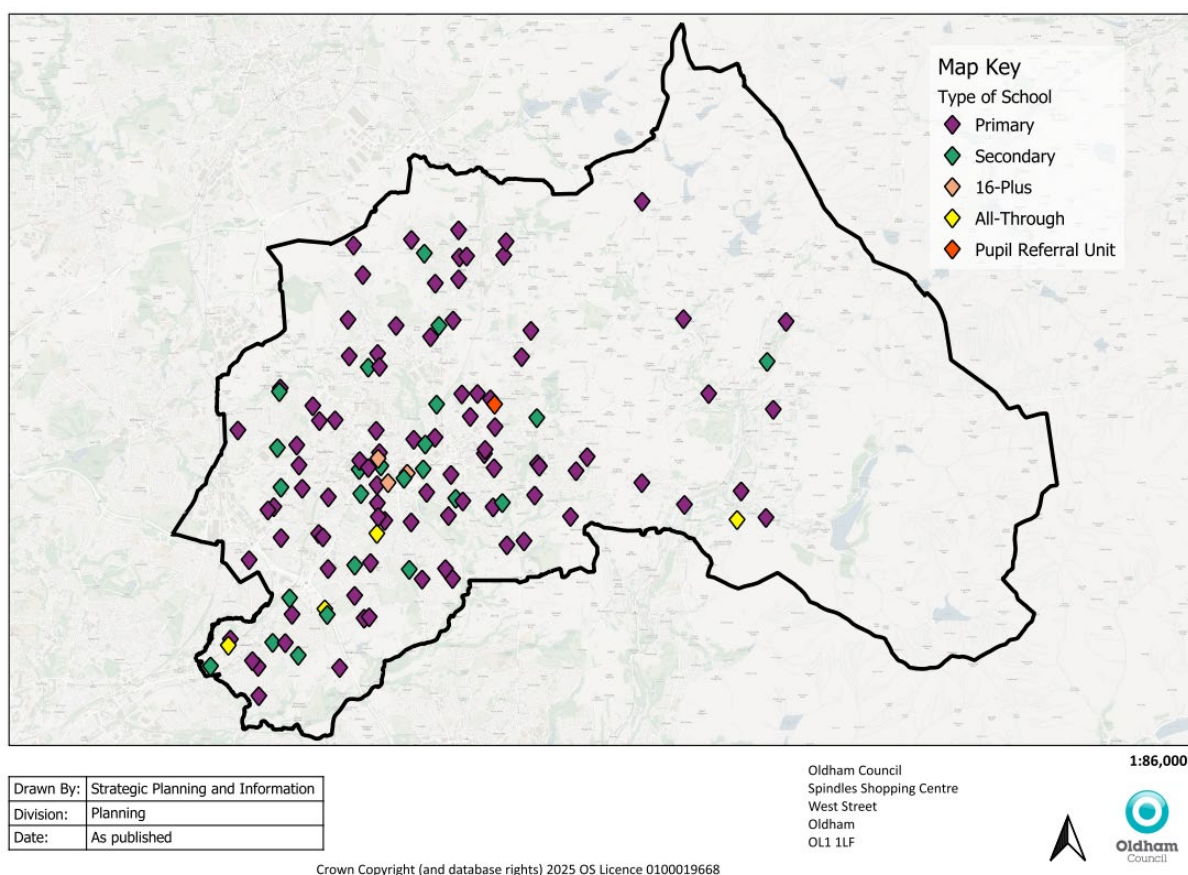 Map Key
Type of School
Primary
Secondary
16-Plus
All-Through
Pupil Referral Unit
1:86,000
Drawn By: Strategic Planning and Information
Division: Planning
Date: As published
Oldham Council
Spindles Shopping Centre
West Street
Oldham
OL1 1LF
Oldham
Council
Crown Copyright (and database rights) 2025 OS Licence 0100019668